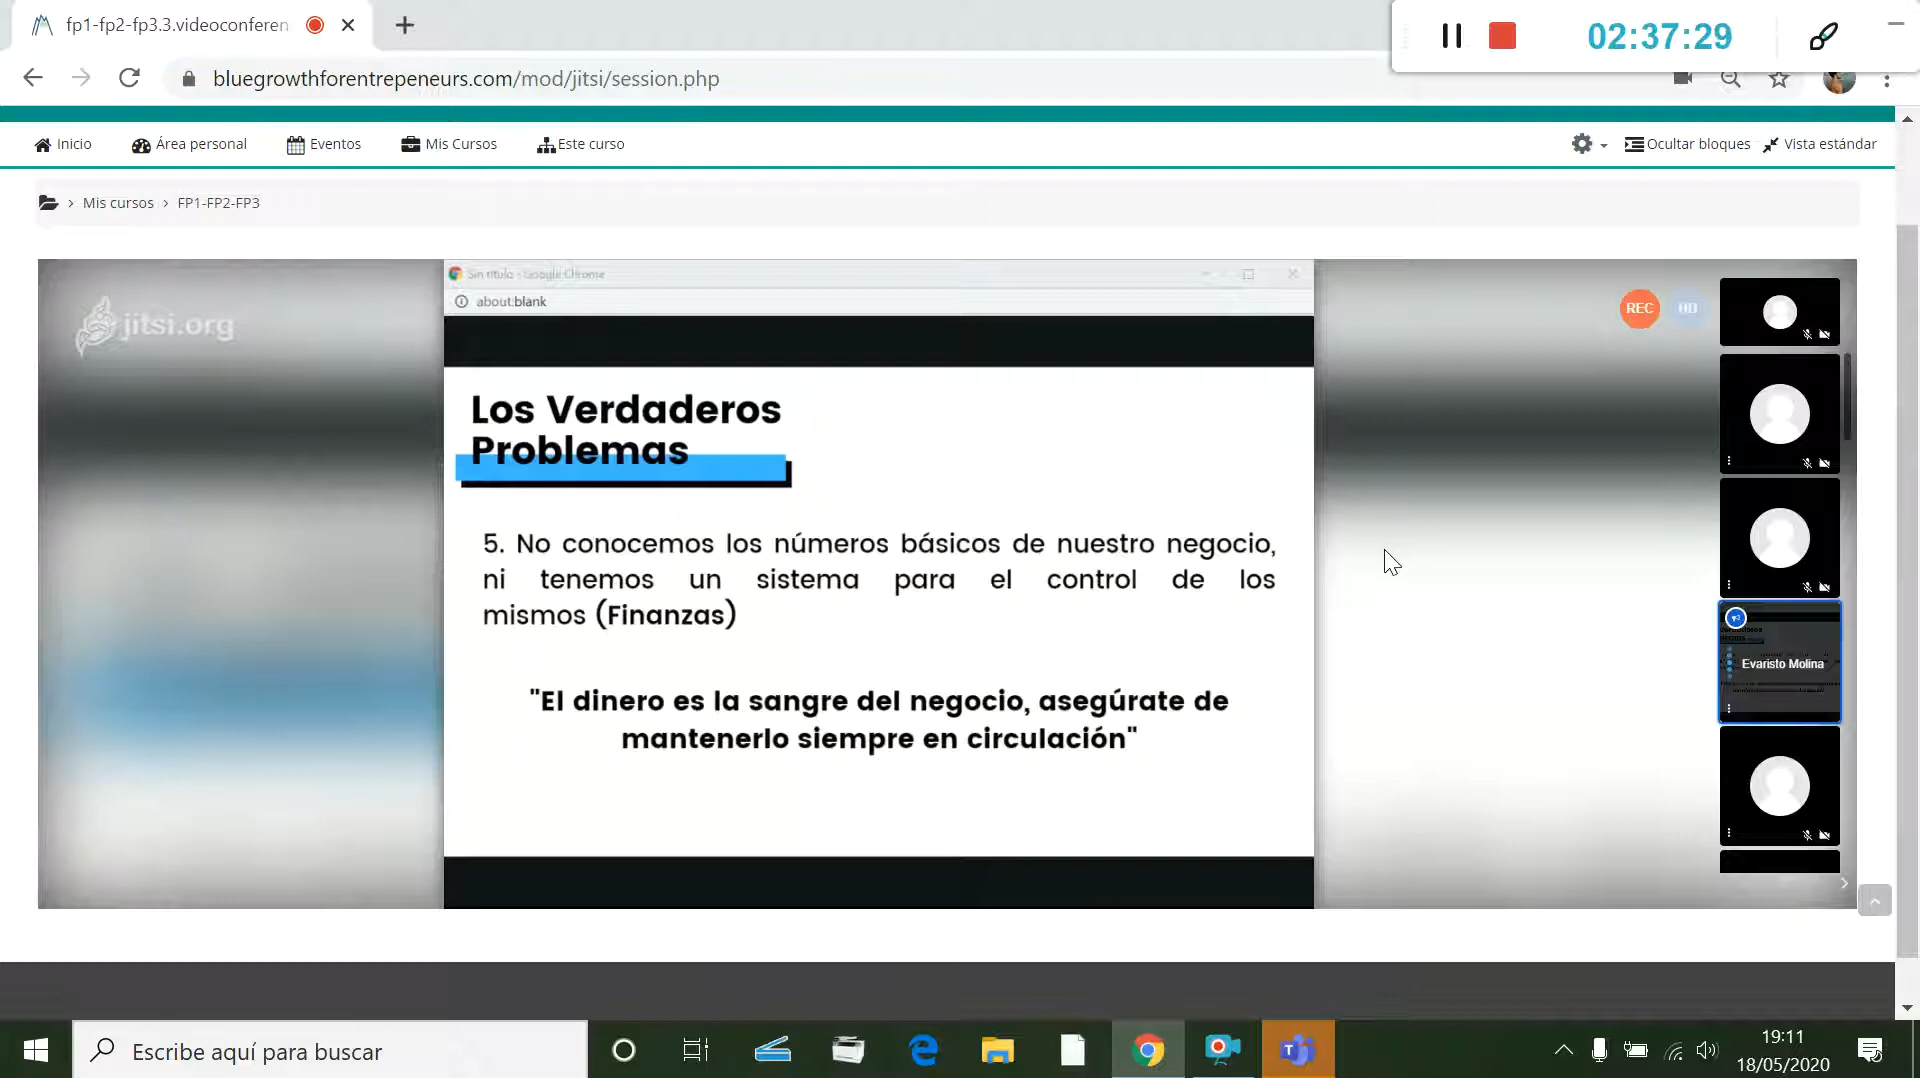 fp1-fp2-fp3.3.videoconferen
02:37:29
bluegrowthforentrepeneurs.com/mod/jitsi/session.php
Inicio Área personal Eventos Mis Cursos Este curso Ocultar bloques Vista estándar
Mis cursos FP1-FP2-FP3
Sin título - Google Chrome
about:blank
jitsi.org
REC HD
Los Verdaderos
Problemas
5. No conocemos los números básicos de nuestro negocio,
ni tenemos un sistema para el control de los
mismos (Finanzas)
"El dinero es la sangre del negocio, asegúrate de
mantenerlo siempre en circulación"
Evaristo Molina
Escribe aquí para buscar
19:11
18/05/2020